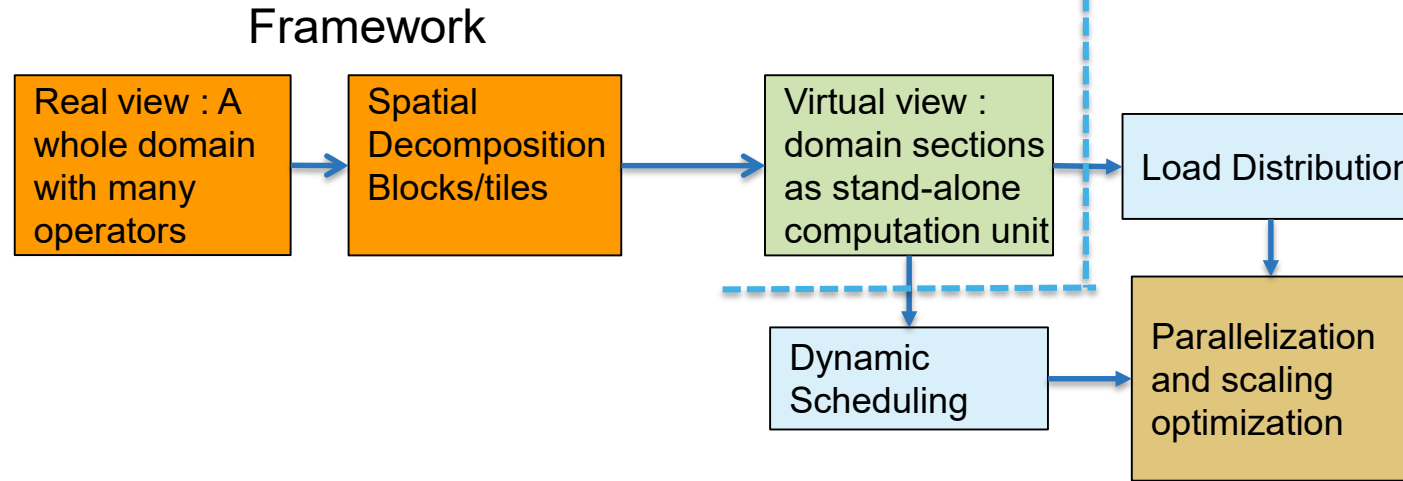 Framework
Real view : A
whole domain
with many
operators
Spatial
Decomposition
Blocks/tiles
Virtual view :
domain sections
as stand-alone
computation unit
Load Distribution
Dynamic
Scheduling
Parallelization
and scaling
optimization